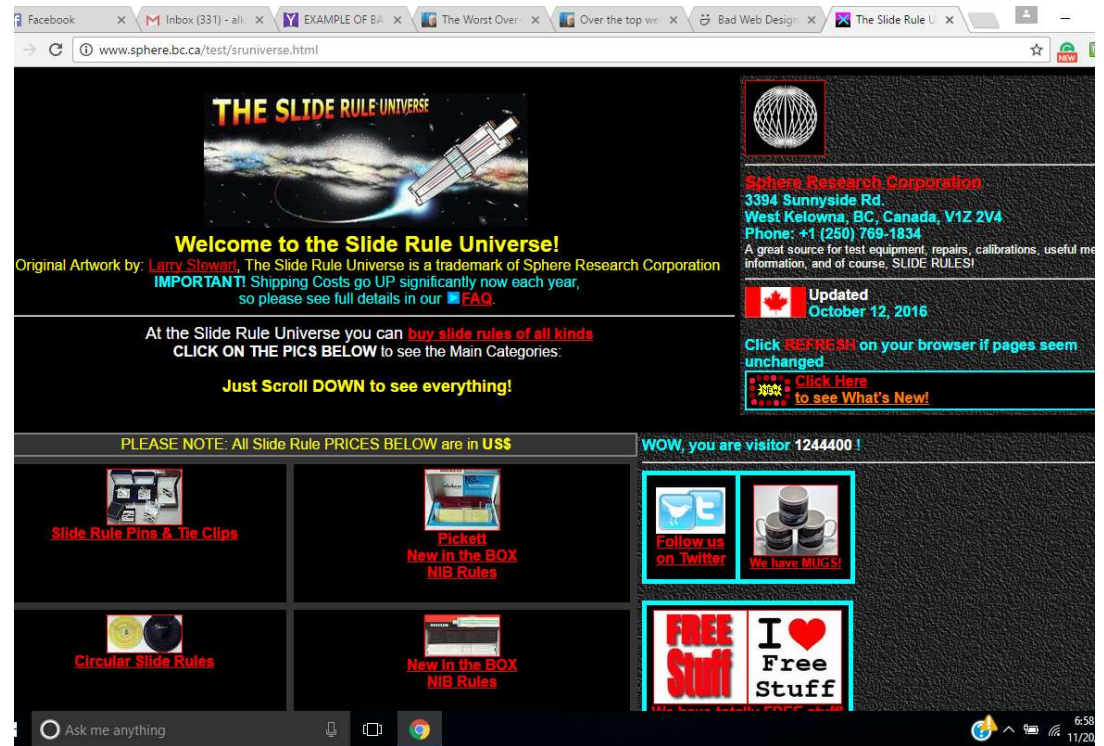 Facebook
Inbox (331) - ali
EXAMPLE OF BA
The Worst Over-
Over the top we
Bad Web Design
The Slide Rule U
www.sphere.bc.ca/test/sruniverse.html
NEW
THE SLIDE RULE UNIVERSE
Welcome to the Slide Rule Universe!
Original Artwork by: Larry Stewart, The Slide Rule Universe is a trademark of Sphere Research Corporation
IMPORTANT! Shipping Costs go UP significantly now each year,
so please see full details in our FAQ.
At the Slide Rule Universe you can buy slide rules of all kinds
CLICK ON THE PICS BELOW to see the Main Categories:
Just Scroll DOWN to see everything!
Sphere Research Corporation
3394 Sunnyside Rd.
West Kelowna, BC, Canada, V1Z 2V4
Phone: +1 (250) 769-1834
A great source for test equipment, repairs, calibrations, useful me
information, and of course, SLIDE RULES!
Updated
October 12, 2016
Click REFRESH on your browser if pages seem
unchanged
Click Here
to see What's New!
PLEASE NOTE: All Slide Rule PRICES BELOW are in US$
Slide Rule Pins & Tie Clips
Pickett
New in the BOX
NIB Rules
Circular Slide Rules
New In the BOX
NIB Rules
WOW, you are visitor 1244400 !
Follow us
on Twitter
We have MUGS!
FREE
Stuff
I
Free
Stuff
We have totally FREE stuff!
Ask me anything
6:58
11/20/